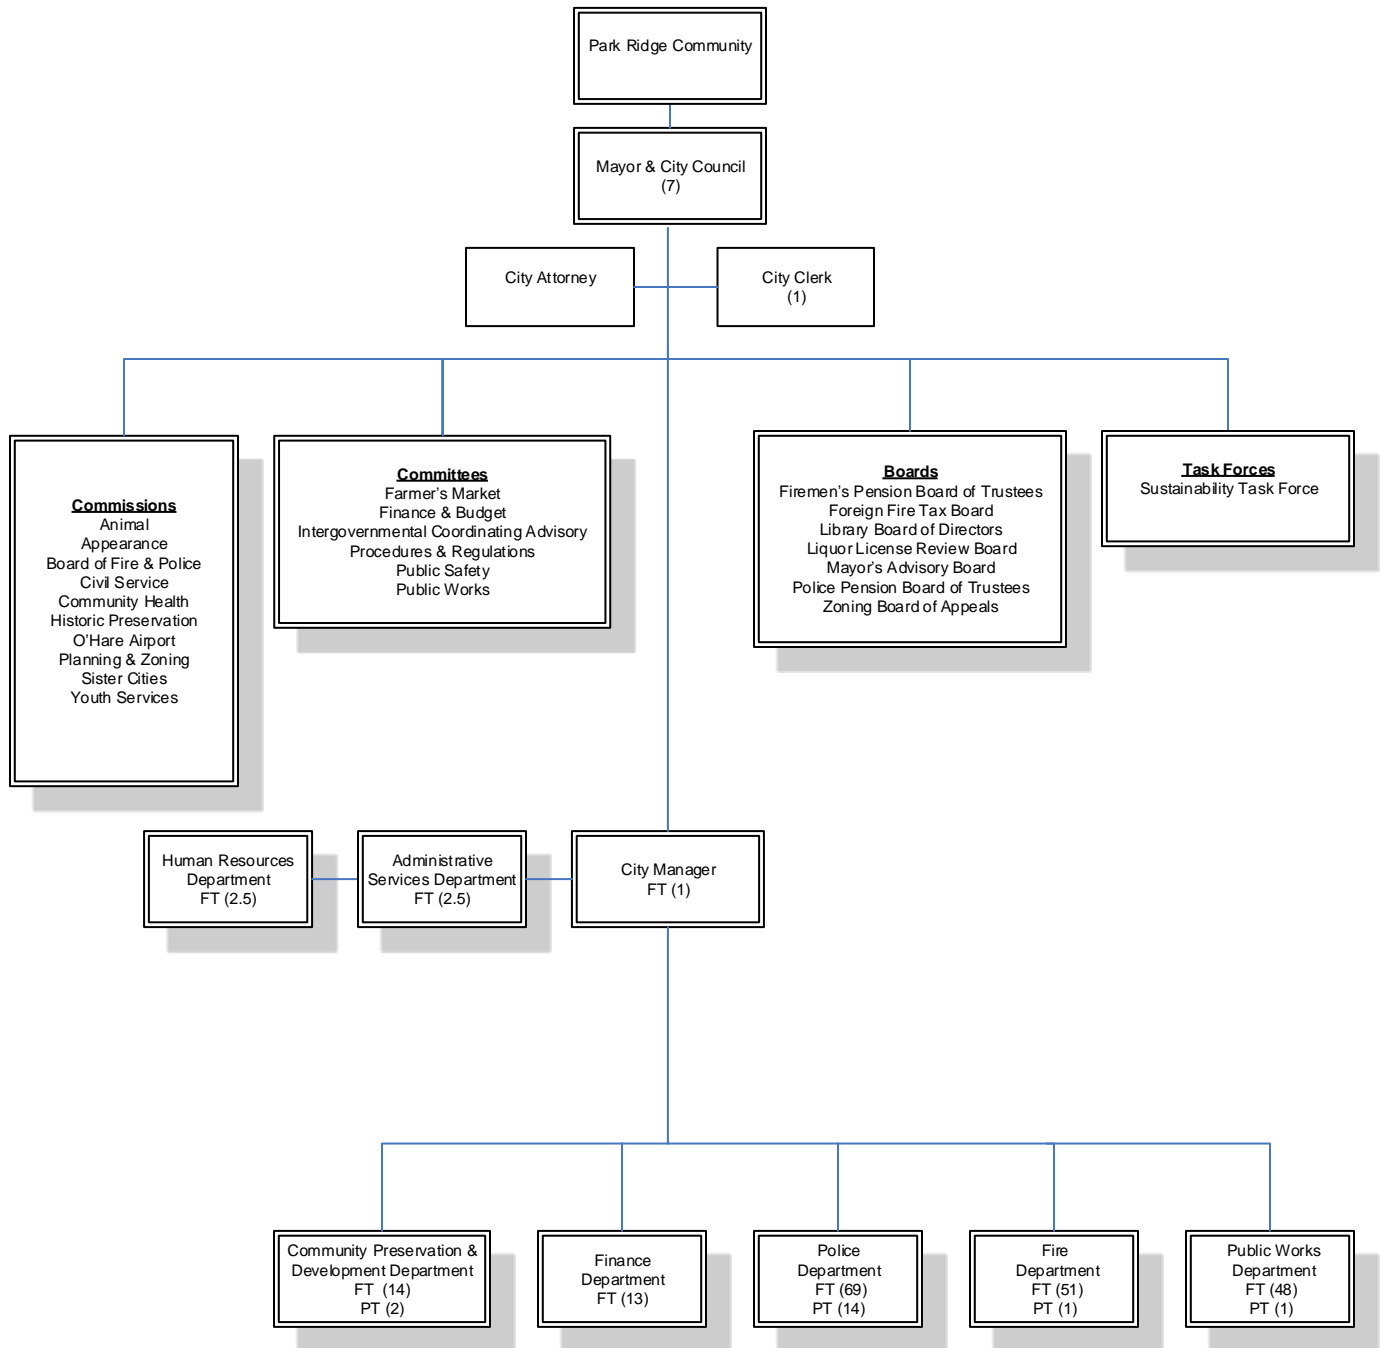 Park Ridge Community
Mayor & City Council
(7)
City Attorney
City Clerk
(1)
Commissions
Animal
Appearance
Board of Fire & Police
Civil Service
Community Health
Historic Preservation
O'Hare Airport
Planning & Zoning
Sister Cities
Youth Services
Committees
Farmer's Market
Finance & Budget
Intergovernmental Coordinating Advisory
Procedures & Regulations
Public Safety
Public Works
Boards
Firemen's Pension Board of Trustees
Foreign Fire Tax Board
Library Board of Directors
Liquor License Review Board
Mayor's Advisory Board
Police Pension Board of Trustees
Zoning Board of Appeals
Task Forces
Sustainability Task Force
Human Resources
Department
FT (2.5)
Administrative
Services Department
FT (2.5)
City Manager
FT (1)
Community Preservation &
Development Department
FT (14)
PT (2)
Finance
Department
FT (13)
Police
Department
FT (69)
PT (14)
Fire
Department
FT (51)
PT (1)
Public Works
Department
FT (48)
PT (1)